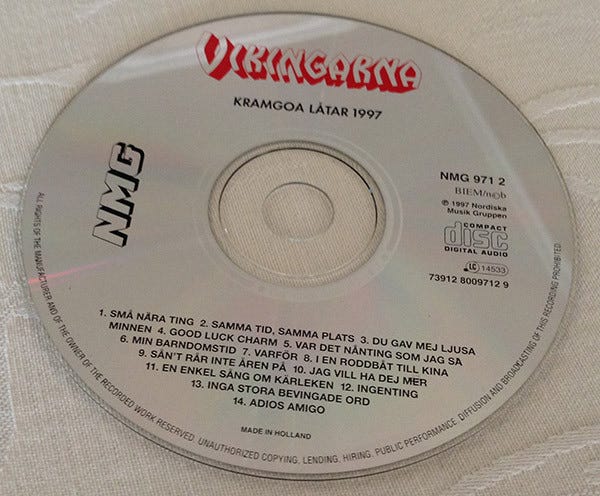 VIKINGARNA
KRAMGOA LÅTAR 1997
NMG
NMG 971 2
BIEM/n©b
℗ 1997 Nordiska
Musik Gruppen
COMPACT
disc
DIGITAL AUDIO
LC 14533
73912 8009712 9
1. SMÅ NÄRA TING 2. SAMMA TID, SAMMA PLATS 3. DU GAV MEJ LJUSA
MINNEN 4. GOOD LUCK CHARM 5. VAR DET NÅNTING SOM JAG SA
6. MIN BARNDOMSTID 7. VARFÖR 8. I EN RODDBÅT TILL KINA
9. SÅN'T RÅR INTE ÅREN PÅ 10. JAG VILL HA DEJ MER
11. EN ENKEL SÅNG OM KÄRLEKEN 12. INGENTING
13. INGA STORA BEVINGADE ORD
14. ADIOS AMIGO
MADE IN HOLLAND
ALL RIGHTS OF THE MANUFACTURER AND OF THE OWNER OF THE RECORDED WORK RESERVED. UNAUTHORIZED COPYING, LENDING, HIRING, PUBLIC PERFORMANCE, DIFFUSION AND BROADCASTING OF THIS RECORDING PROHIBITED